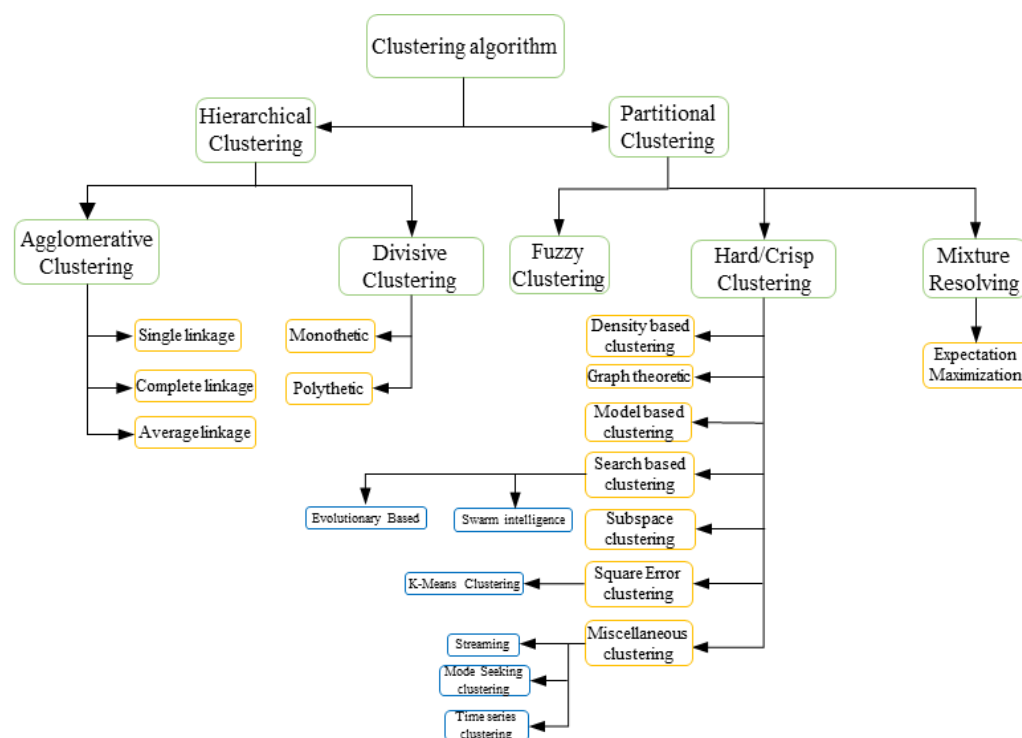 Clustering algorithm
Hierarchical
Clustering
Partitional
Clustering
Agglomerative
Clustering
Divisive
Clustering
Fuzzy
Clustering
Hard/Crisp
Clustering
Mixture
Resolving
Single linkage
Complete linkage
Average linkage
Monothetic
Polythetic
Density based
clustering
Graph theoretic
Model based
clustering
Search based
clustering
Evolutionary Based
Swarm intelligence
Subspace
clustering
Square Error
clustering
K-Means Clustering
Miscellaneous
clustering
Streaming
Mode Seeking
clustering
Time series
clustering
Expectation
Maximization